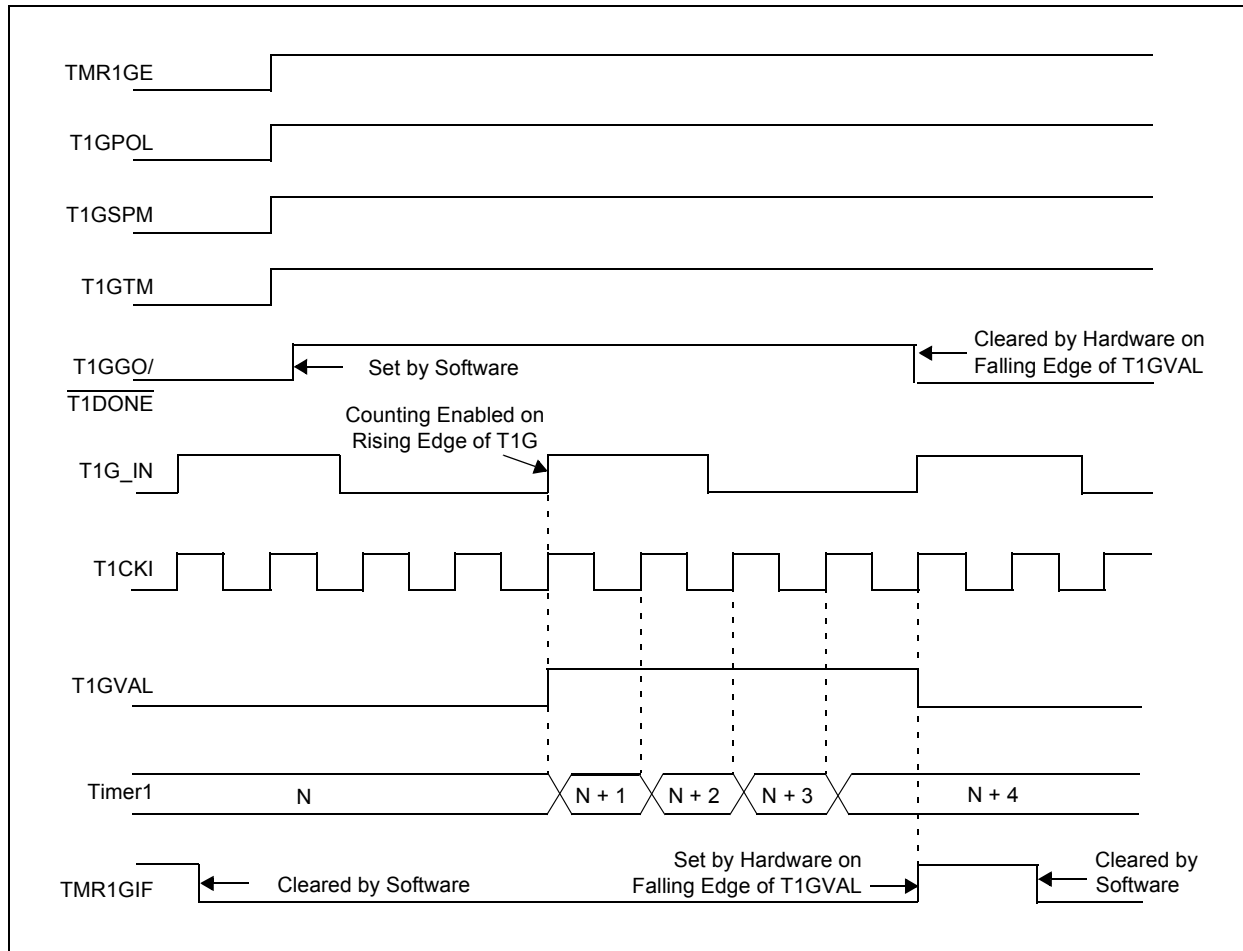 TMR1GE
T1GPOL
T1GSPM
T1GTM
T1GGO/
T1DONE
Set by Software
Cleared by Hardware on
Falling Edge of T1GVAL
Counting Enabled on
Rising Edge of T1G
T1G_IN
T1CKI
T1GVAL
Timer1
N
N + 1
N + 2
N + 3
N + 4
TMR1GIF
Cleared by Software
Set by Hardware on
Falling Edge of T1GVAL
Cleared by
Software